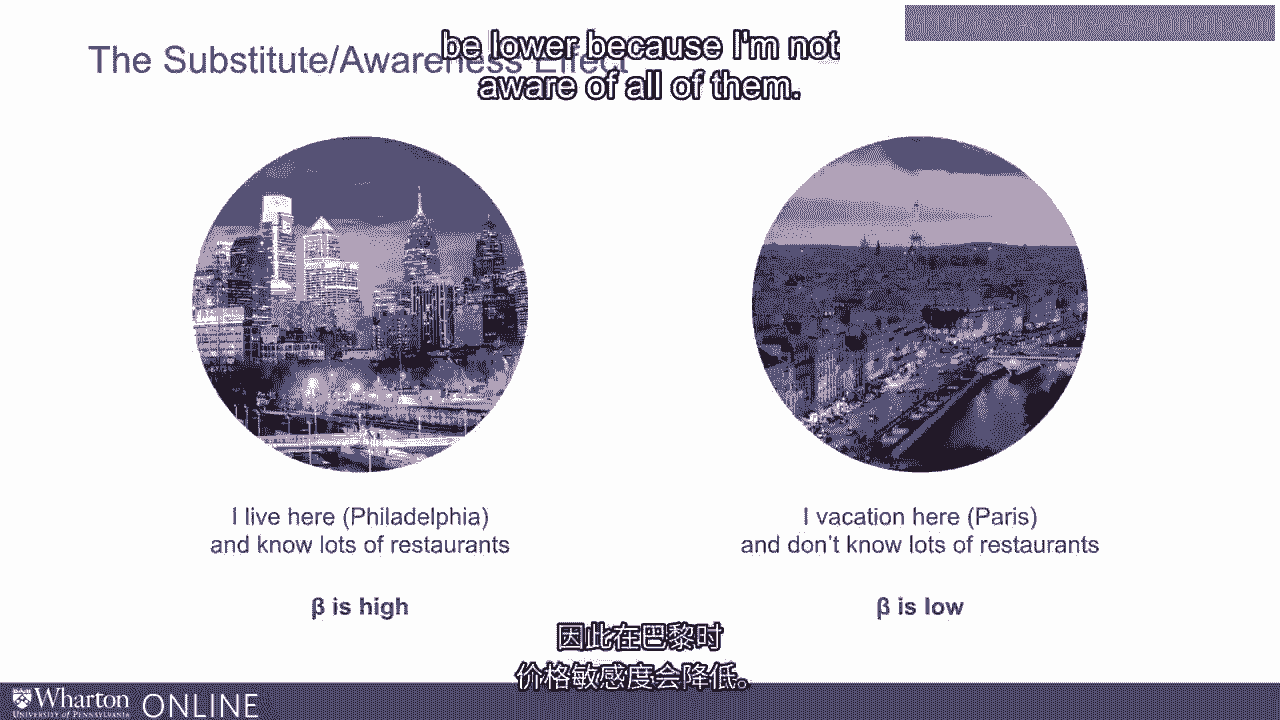 The Substitute/Awareness Effect
be lower because I'm not
aware of all of them.
I live here (Philadelphia)
and know lots of restaurants
β is high
I vacation here (Paris)
and don't know lots of restaurants
β is low
因此在巴黎时
价格敏感度会降低。
Wharton ONLINE
UNIVERSITY of PENNSYLVANIA